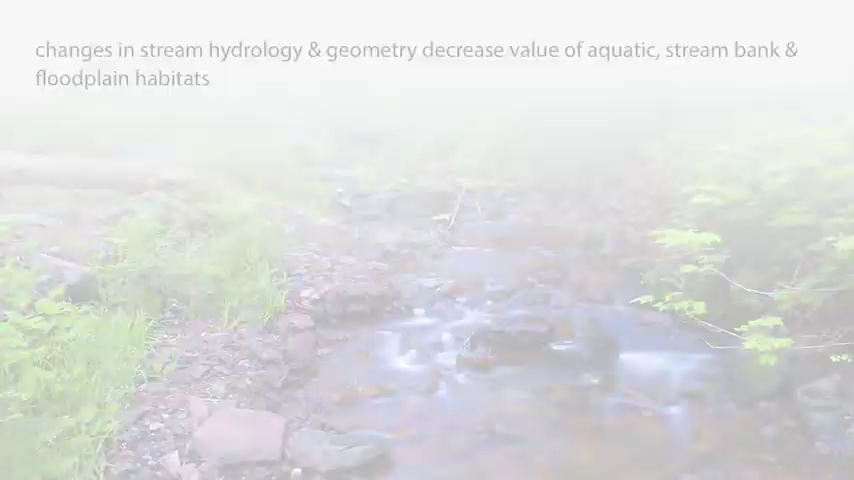 changes in stream hydrology & geometry decrease value of aquatic, stream bank &
floodplain habitats